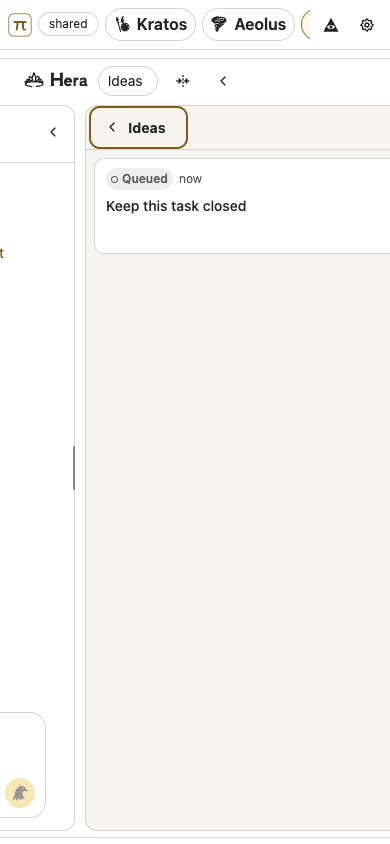 π shared Kratos Aeolus
Hera Ideas
Ideas
Queued now
Keep this task closed
t